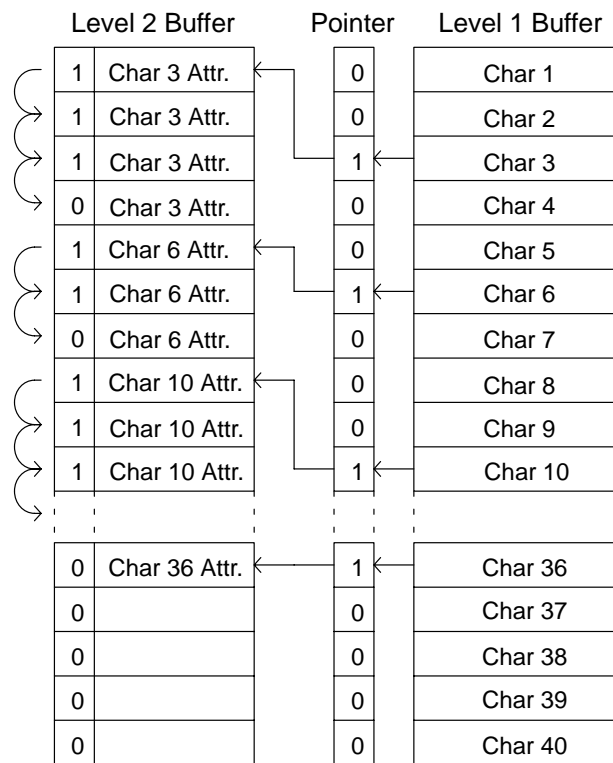 Level 2 Buffer Pointer Level 1 Buffer
1 Char 3 Attr. 0 Char 1
1 Char 3 Attr. 0 Char 2
1 Char 3 Attr. 1 Char 3
0 Char 3 Attr. 0 Char 4
1 Char 6 Attr. 0 Char 5
1 Char 6 Attr. 1 Char 6
0 Char 6 Attr. 0 Char 7
1 Char 10 Attr. 0 Char 8
1 Char 10 Attr. 0 Char 9
1 Char 10 Attr. 1 Char 10
0 Char 36 Attr. 1 Char 36
0 0 Char 37
0 0 Char 38
0 0 Char 39
0 0 Char 40